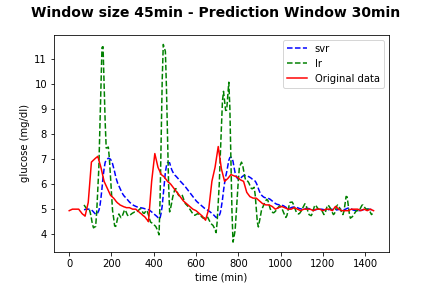 Window size 45min - Prediction Window 30min
svr
lr
Original data
glucose (mg/dl)
11
10
9
8
7
6
5
4
0 200 400 600 800 1000 1200 1400
time (min)